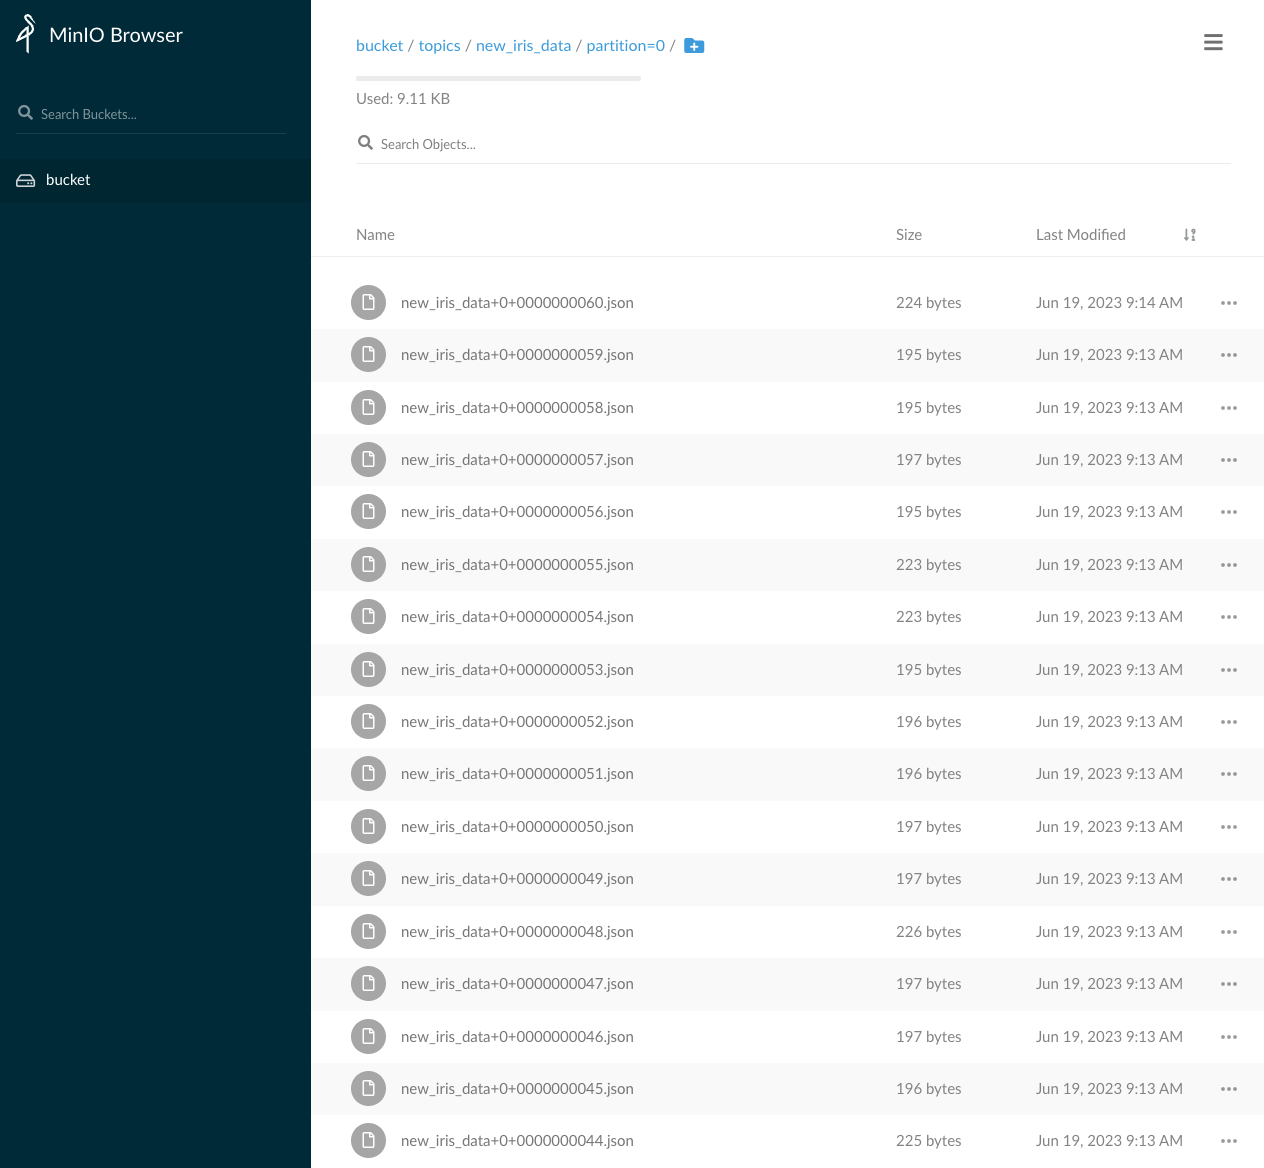 MinIO Browser
Search Buckets...
bucket
bucket / topics / new_iris_data / partition=0 /
Used: 9.11 KB
Search Objects...
Name Size Last Modified
new_iris_data+0+0000000060.json 224 bytes Jun 19, 2023 9:14 AM
new_iris_data+0+0000000059.json 195 bytes Jun 19, 2023 9:13 AM
new_iris_data+0+0000000058.json 195 bytes Jun 19, 2023 9:13 AM
new_iris_data+0+0000000057.json 197 bytes Jun 19, 2023 9:13 AM
new_iris_data+0+0000000056.json 195 bytes Jun 19, 2023 9:13 AM
new_iris_data+0+0000000055.json 223 bytes Jun 19, 2023 9:13 AM
new_iris_data+0+0000000054.json 223 bytes Jun 19, 2023 9:13 AM
new_iris_data+0+0000000053.json 195 bytes Jun 19, 2023 9:13 AM
new_iris_data+0+0000000052.json 196 bytes Jun 19, 2023 9:13 AM
new_iris_data+0+0000000051.json 196 bytes Jun 19, 2023 9:13 AM
new_iris_data+0+0000000050.json 197 bytes Jun 19, 2023 9:13 AM
new_iris_data+0+0000000049.json 197 bytes Jun 19, 2023 9:13 AM
new_iris_data+0+0000000048.json 226 bytes Jun 19, 2023 9:13 AM
new_iris_data+0+0000000047.json 197 bytes Jun 19, 2023 9:13 AM
new_iris_data+0+0000000046.json 197 bytes Jun 19, 2023 9:13 AM
new_iris_data+0+0000000045.json 196 bytes Jun 19, 2023 9:13 AM
new_iris_data+0+0000000044.json 225 bytes Jun 19, 2023 9:13 AM